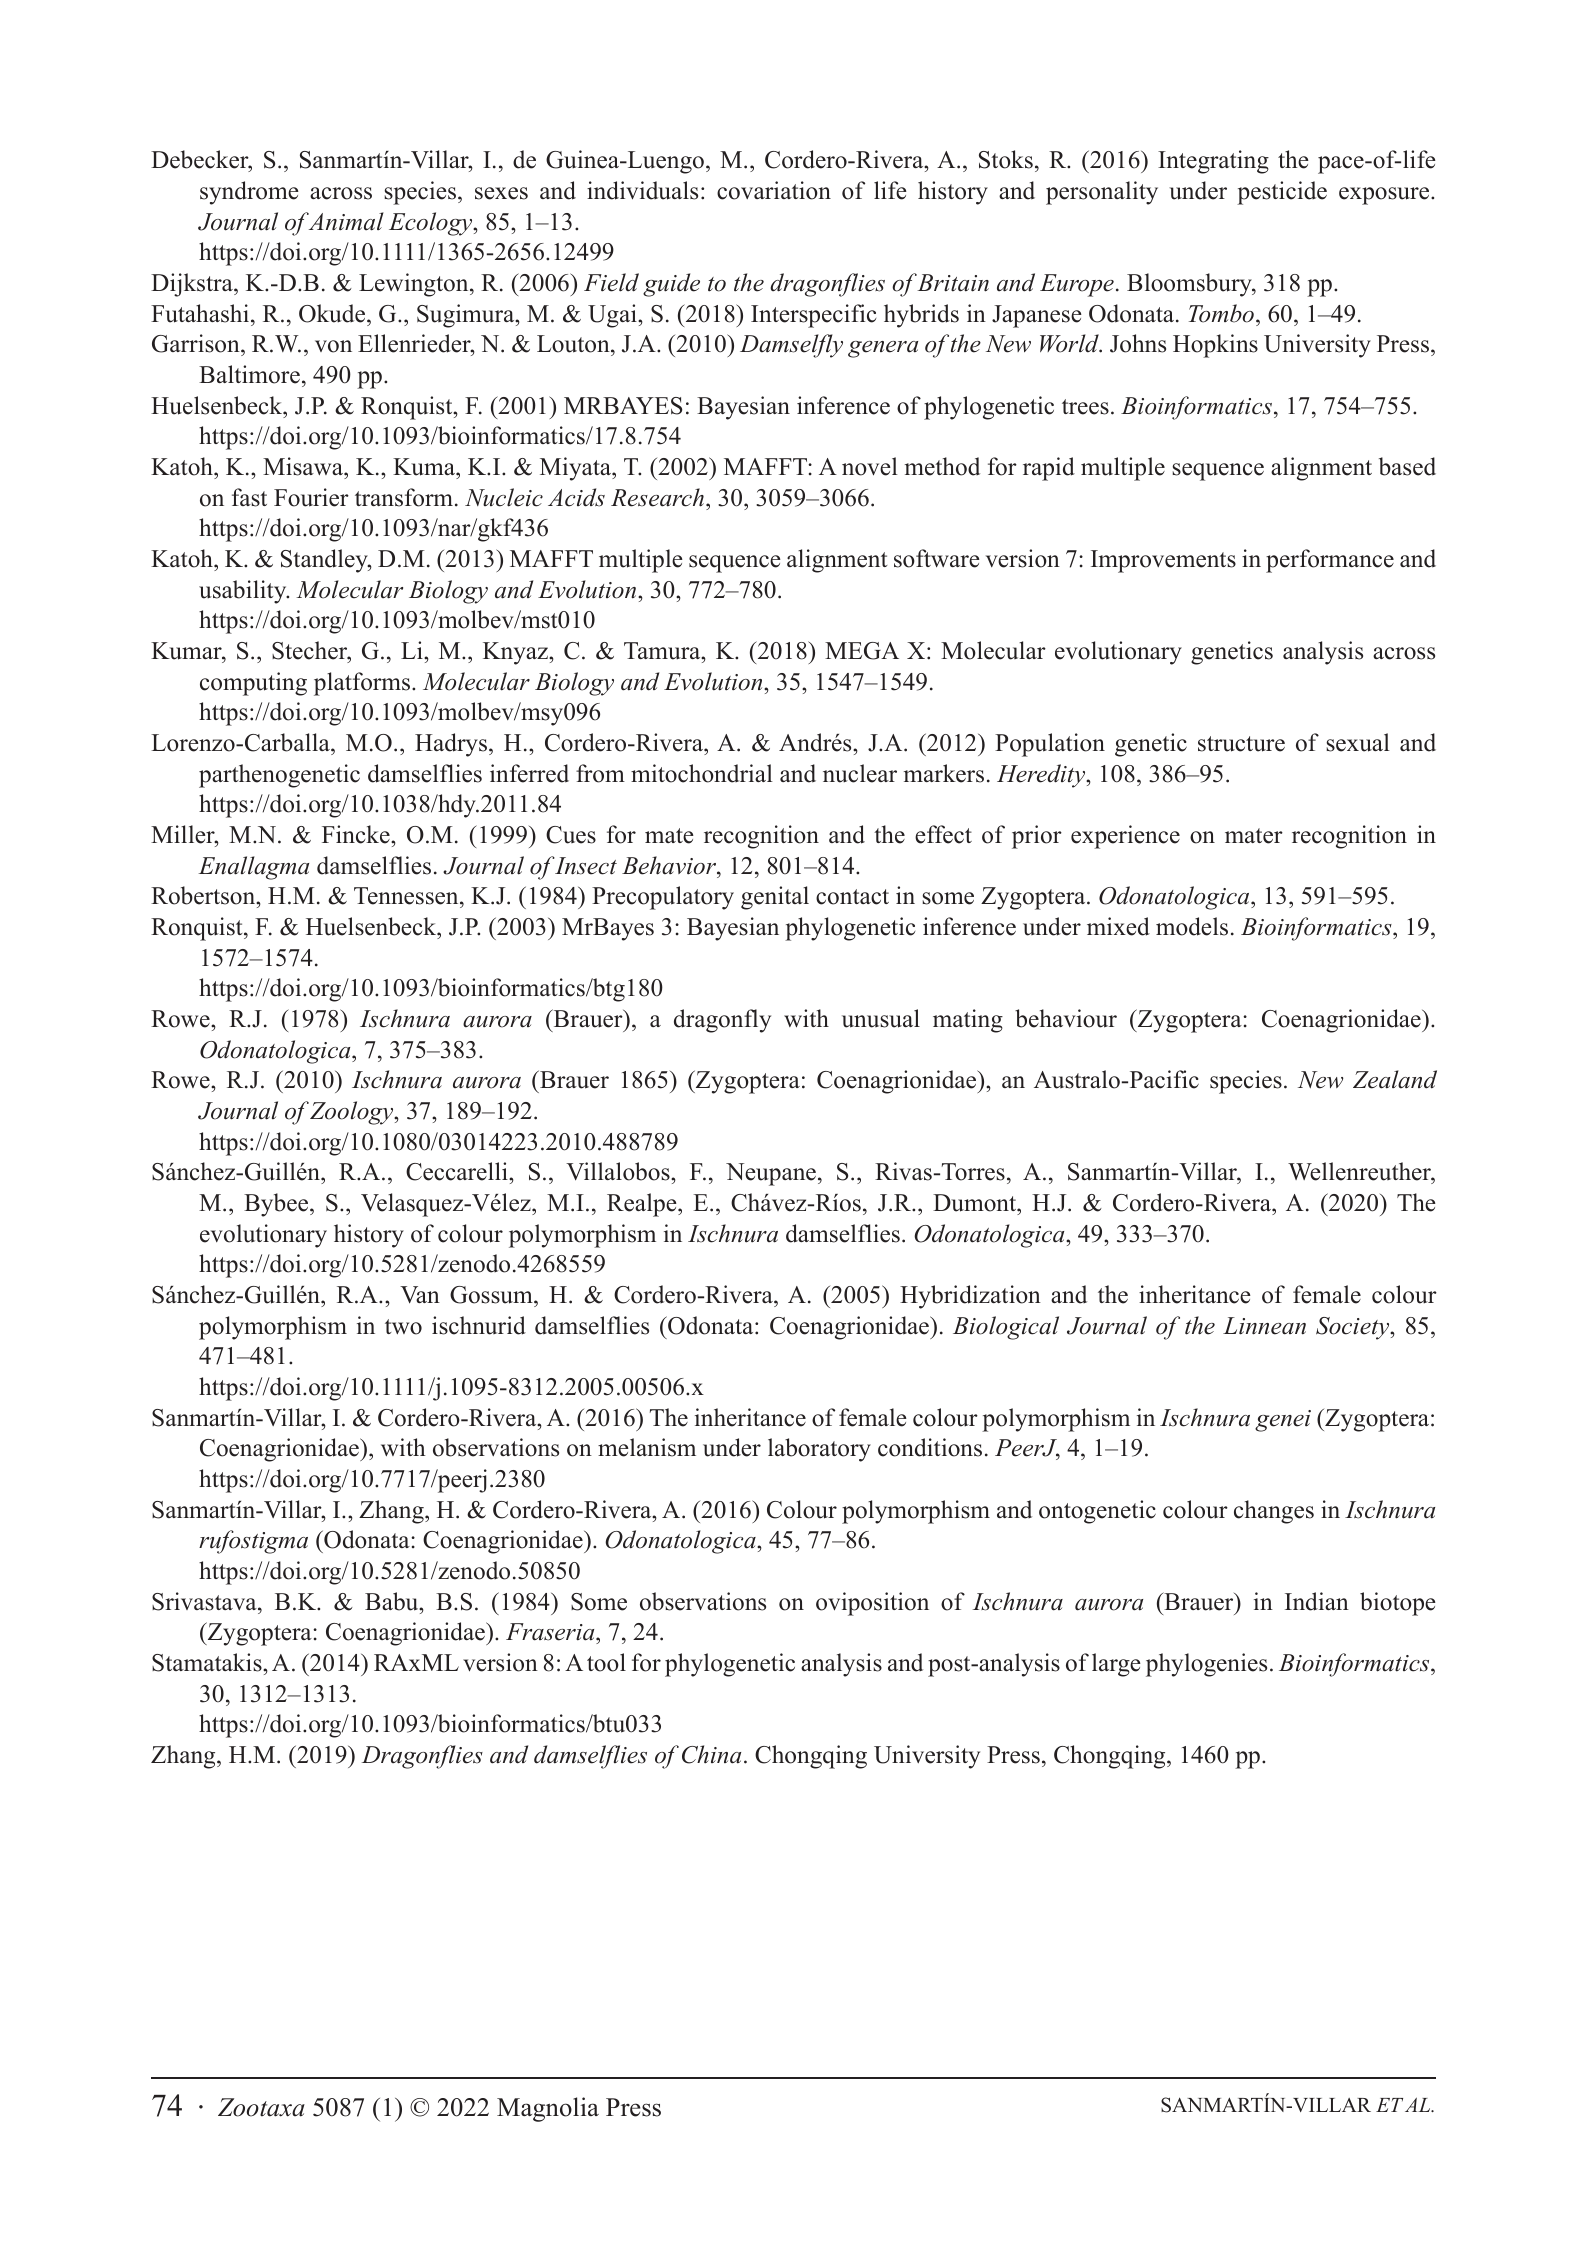 Debecker, S., Sanmartín-Villar, I., de Guinea-Luengo, M., Cordero-Rivera, A., Stoks, R. (2016) Integrating the pace-of-life
syndrome across species, sexes and individuals: covariation of life history and personality under pesticide exposure.
Journal of Animal Ecology, 85, 1–13.
https://doi.org/10.1111/1365-2656.12499
Dijkstra, K.-D.B. & Lewington, R. (2006) Field guide to the dragonflies of Britain and Europe. Bloomsbury, 318 pp.
Futahashi, R., Okude, G., Sugimura, M. & Ugai, S. (2018) Interspecific hybrids in Japanese Odonata. Tombo, 60, 1–49.
Garrison, R.W., von Ellenrieder, N. & Louton, J.A. (2010) Damselfly genera of the New World. Johns Hopkins University Press,
Baltimore, 490 pp.
Huelsenbeck, J.P. & Ronquist, F. (2001) MRBAYES: Bayesian inference of phylogenetic trees. Bioinformatics, 17, 754–755.
https://doi.org/10.1093/bioinformatics/17.8.754
Katoh, K., Misawa, K., Kuma, K.I. & Miyata, T. (2002) MAFFT: A novel method for rapid multiple sequence alignment based
on fast Fourier transform. Nucleic Acids Research, 30, 3059–3066.
https://doi.org/10.1093/nar/gkf436
Katoh, K. & Standley, D.M. (2013) MAFFT multiple sequence alignment software version 7: Improvements in performance and
usability. Molecular Biology and Evolution, 30, 772–780.
https://doi.org/10.1093/molbev/mst010
Kumar, S., Stecher, G., Li, M., Knyaz, C. & Tamura, K. (2018) MEGA X: Molecular evolutionary genetics analysis across
computing platforms. Molecular Biology and Evolution, 35, 1547–1549.
https://doi.org/10.1093/molbev/msy096
Lorenzo-Carballa, M.O., Hadrys, H., Cordero-Rivera, A. & Andrés, J.A. (2012) Population genetic structure of sexual and
parthenogenetic damselflies inferred from mitochondrial and nuclear markers. Heredity, 108, 386–95.
https://doi.org/10.1038/hdy.2011.84
Miller, M.N. & Fincke, O.M. (1999) Cues for mate recognition and the effect of prior experience on mater recognition in
Enallagma damselflies. Journal of Insect Behavior, 12, 801–814.
Robertson, H.M. & Tennessen, K.J. (1984) Precopulatory genital contact in some Zygoptera. Odonatologica, 13, 591–595.
Ronquist, F. & Huelsenbeck, J.P. (2003) MrBayes 3: Bayesian phylogenetic inference under mixed models. Bioinformatics, 19,
1572–1574.
https://doi.org/10.1093/bioinformatics/btg180
Rowe, R.J. (1978) Ischnura aurora (Brauer), a dragonfly with unusual mating behaviour (Zygoptera: Coenagrionidae).
Odonatologica, 7, 375–383.
Rowe, R.J. (2010) Ischnura aurora (Brauer 1865) (Zygoptera: Coenagrionidae), an Australo-Pacific species. New Zealand
Journal of Zoology, 37, 189–192.
https://doi.org/10.1080/03014223.2010.488789
Sánchez-Guillén, R.A., Ceccarelli, S., Villalobos, F., Neupane, S., Rivas-Torres, A., Sanmartín-Villar, I., Wellenreuther,
M., Bybee, S., Velasquez-Vélez, M.I., Realpe, E., Chávez-Ríos, J.R., Dumont, H.J. & Cordero-Rivera, A. (2020) The
evolutionary history of colour polymorphism in Ischnura damselflies. Odonatologica, 49, 333–370.
https://doi.org/10.5281/zenodo.4268559
Sánchez-Guillén, R.A., Van Gossum, H. & Cordero-Rivera, A. (2005) Hybridization and the inheritance of female colour
polymorphism in two ischnurid damselflies (Odonata: Coenagrionidae). Biological Journal of the Linnean Society, 85,
471–481.
https://doi.org/10.1111/j.1095-8312.2005.00506.x
Sanmartín-Villar, I. & Cordero-Rivera, A. (2016) The inheritance of female colour polymorphism in Ischnura genei (Zygoptera:
Coenagrionidae), with observations on melanism under laboratory conditions. PeerJ, 4, 1–19.
https://doi.org/10.7717/peerj.2380
Sanmartín-Villar, I., Zhang, H. & Cordero-Rivera, A. (2016) Colour polymorphism and ontogenetic colour changes in Ischnura
rufostigma (Odonata: Coenagrionidae). Odonatologica, 45, 77–86.
https://doi.org/10.5281/zenodo.50850
Srivastava, B.K. & Babu, B.S. (1984) Some observations on oviposition of Ischnura aurora (Brauer) in Indian biotope
(Zygoptera: Coenagrionidae). Fraseria, 7, 24.
Stamatakis, A. (2014) RAxML version 8: A tool for phylogenetic analysis and post-analysis of large phylogenies. Bioinformatics,
30, 1312–1313.
https://doi.org/10.1093/bioinformatics/btu033
Zhang, H.M. (2019) Dragonflies and damselflies of China. Chongqing University Press, Chongqing, 1460 pp.
74 · Zootaxa 5087 (1) © 2022 Magnolia Press
SANMARTÍN-VILLAR ET AL.